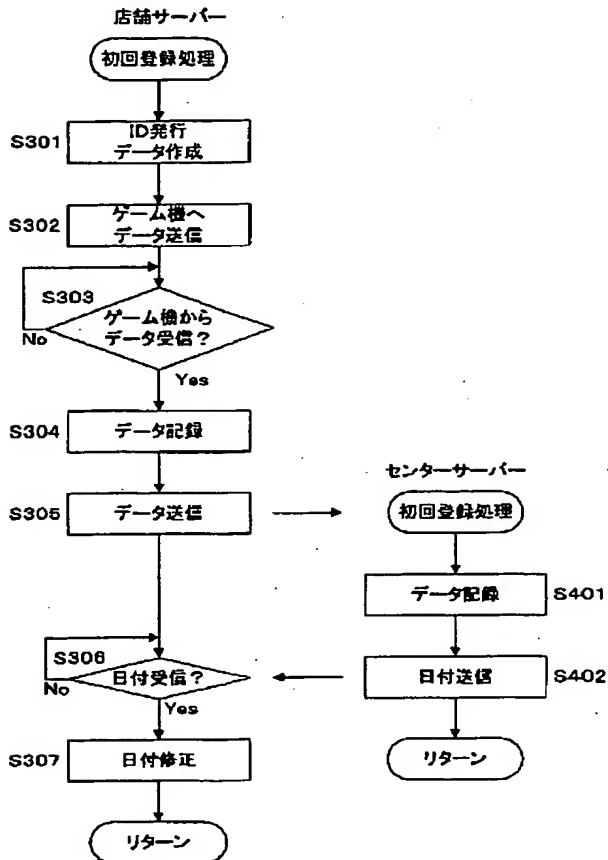 店舗サーバー
初回登録処理
S301
ID発行
データ作成
S302
ゲーム機へ
データ送信
S303
ゲーム機から
データ受信?
No
Yes
S304
データ記録
S305
データ送信
センターサーバー
初回登録処理
データ記録
S401
S306
日付受信?
No
Yes
日付送信
S402
S307
日付修正
リターン
リターン